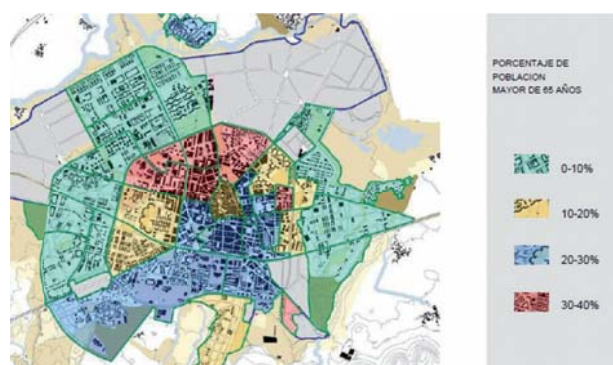 PORCENTAJE DE
POBLACION
MAYOR DE 65 AÑOS
0-10%
10-20%
20-30%
30-40%